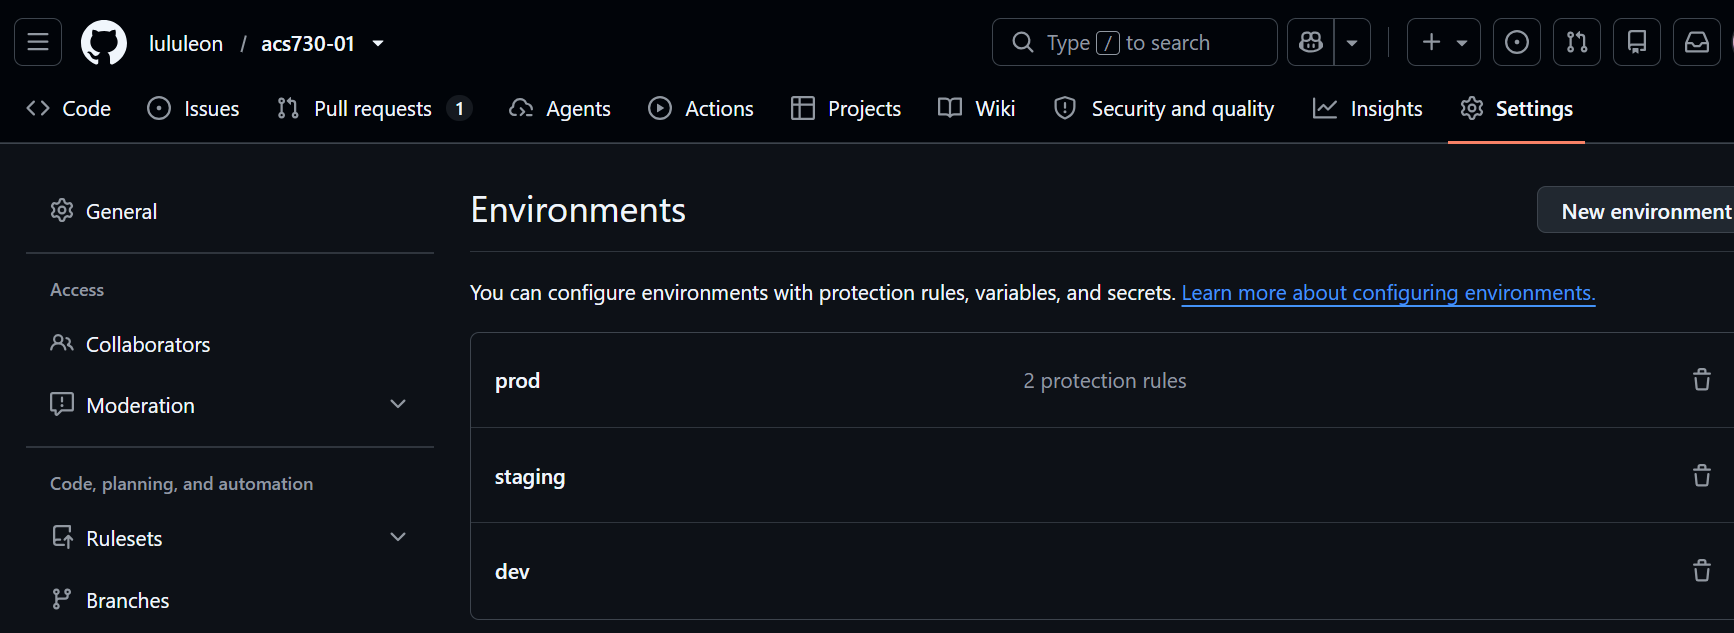 lululeon / acs730-01
Type / to search
Code
Issues
Pull requests 1
Agents
Actions
Projects
Wiki
Security and quality
Insights
Settings
General
Access
Collaborators
Moderation
Code, planning, and automation
Rulesets
Branches
Environments
New environment
You can configure environments with protection rules, variables, and secrets. Learn more about configuring environments.
prod
2 protection rules
staging
dev